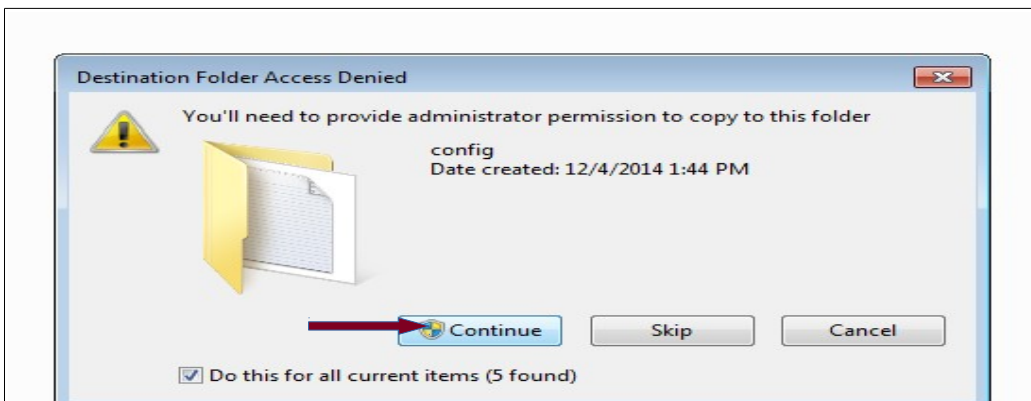 Destination Folder Access Denied
You'll need to provide administrator permission to copy to this folder
config
Date created: 12/4/2014 1:44 PM
Continue Skip Cancel
Do this for all current items (5 found)